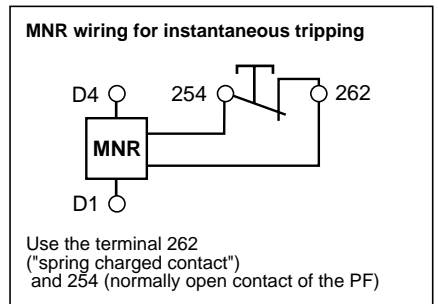 MNR wiring for instantaneous tripping
D4 254 262
MNR
D1
Use the terminal 262
("spring charged contact")
and 254 (normally open contact of the PF)